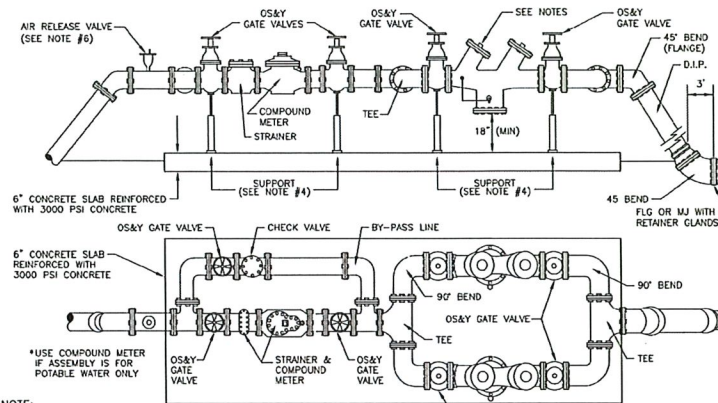 AIR RELEASE VALVE
(SEE NOTE #6)
OS&Y
GATE VALVES
OS&Y
GATE VALVE
SEE NOTES
OS&Y
GATE VALVE
45° BEND
(FLANGE)
D.I.P.
3'
COMPOUND
METER
STRAINER
TEE
18" (MIN)
6" CONCRETE SLAB REINFORCED
WITH 3000 PSI CONCRETE
SUPPORT
(SEE NOTE #4)
SUPPORT
(SEE NOTE #4)
45 BEND
FLG OR MJ WITH
RETAINER GLANDS
OS&Y GATE VALVE
CHECK VALVE
BY-PASS LINE
6" CONCRETE SLAB
REINFORCED WITH
3000 PSI CONCRETE
90° BEND
90° BEND
OS&Y GATE VALVE
TEE
TEE
*USE COMPOUND METER
IF ASSEMBLY IS FOR
POTABLE WATER ONLY
OS&Y
GATE
VALVE
STRAINER &
COMPOUND
METER
OS&Y
GATE
VALVE
NOTE: